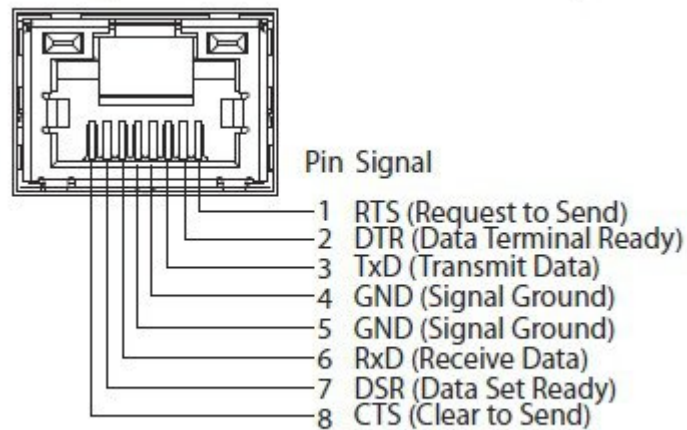 Pin Signal
1 RTS (Request to Send)
2 DTR (Data Terminal Ready)
3 TxD (Transmit Data)
4 GND (Signal Ground)
5 GND (Signal Ground)
6 RxD (Receive Data)
7 DSR (Data Set Ready)
8 CTS (Clear to Send)